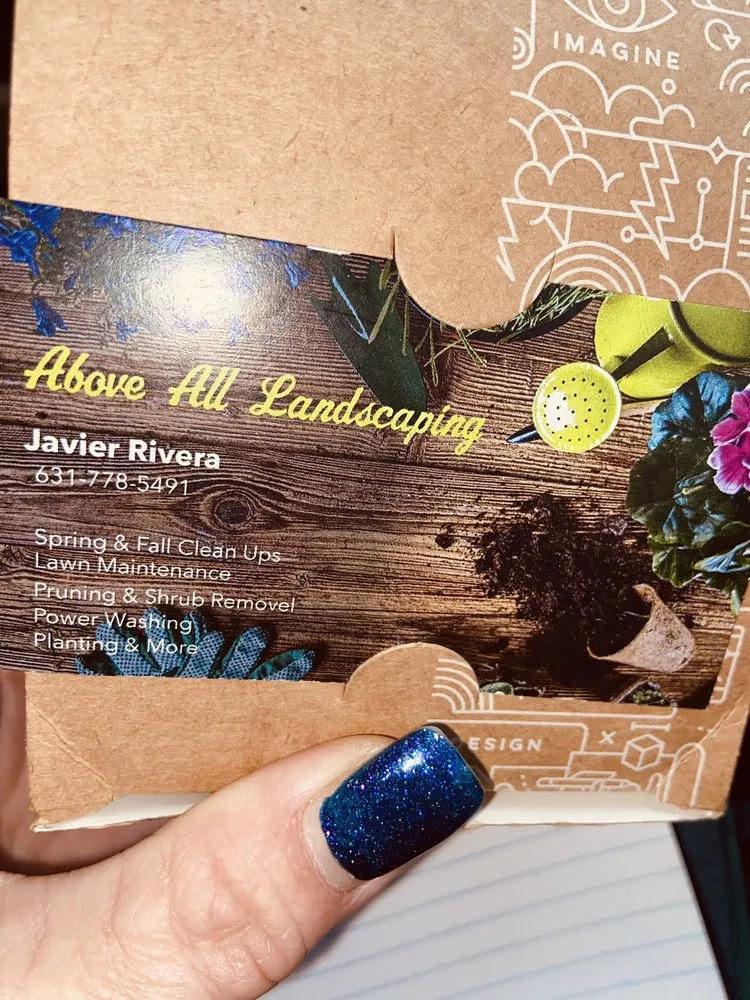 IMAGINE
Above All Landscaping
Javier Rivera
631-778-5491
Spring & Fall Clean Ups
Lawn Maintenance
Pruning & Shrub Removel
Power Washing
Planting & More
ESIGN